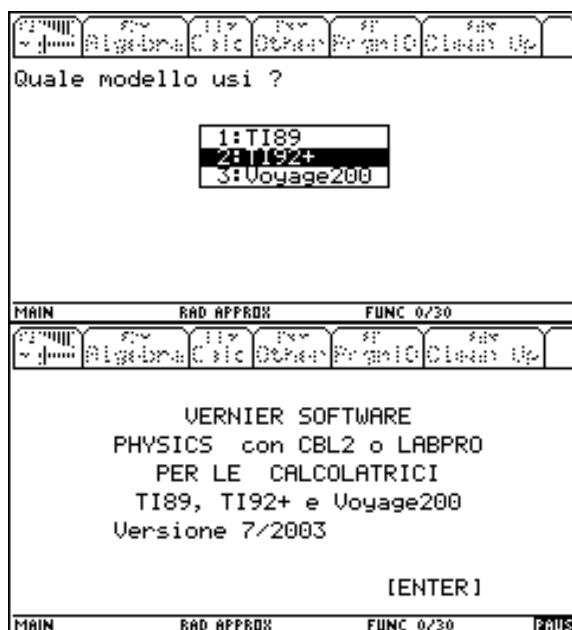 Algebra Calc Other PrgmIO Clean Up
Quale modello usi ?
1:TI89
2:TI92+
3:Voyage200
MAIN RAD APPROX FUNC 0/30
Algebra Calc Other PrgmIO Clean Up
VERNIER SOFTWARE
PHYSICS con CBL2 o LABPRO
PER LE CALCOLATRICI
TI89, TI92+ e Voyage200
Versione 7/2003
[ENTER]
MAIN RAD APPROX FUNC 0/30